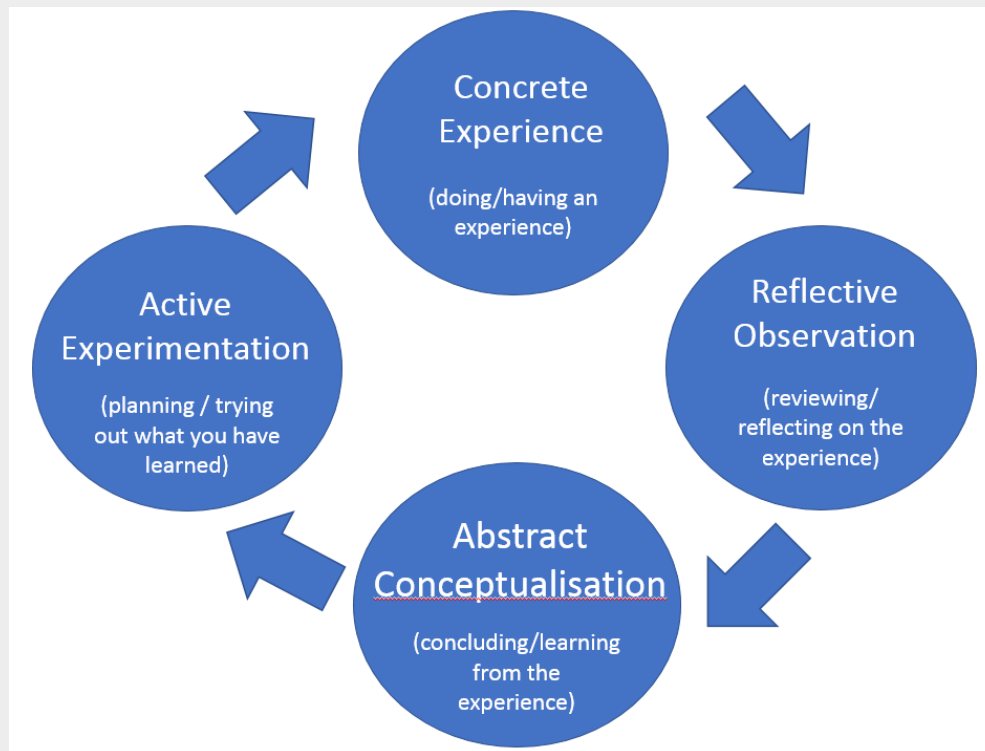 Concrete
Experience
(doing/having an
experience)
Reflective
Observation
(reviewing/
reflecting on the
experience)
Abstract
Conceptualisation
(concluding/learning
from the
experience)
Active
Experimentation
(planning / trying
out what you have
learned)